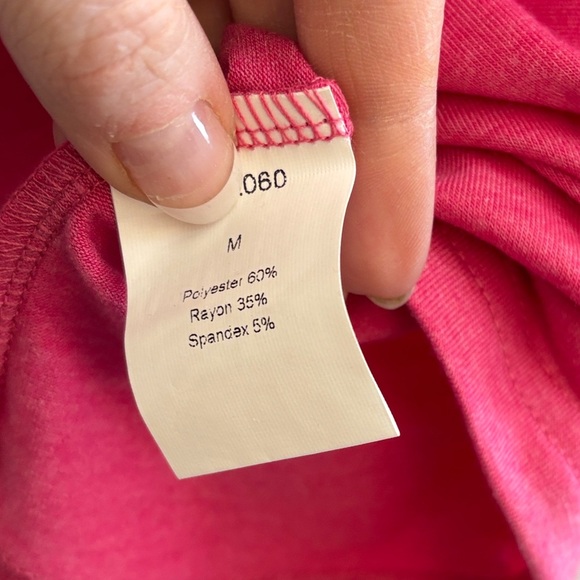 .060
M
Polyester 60%
Rayon 35%
Spandex 5%